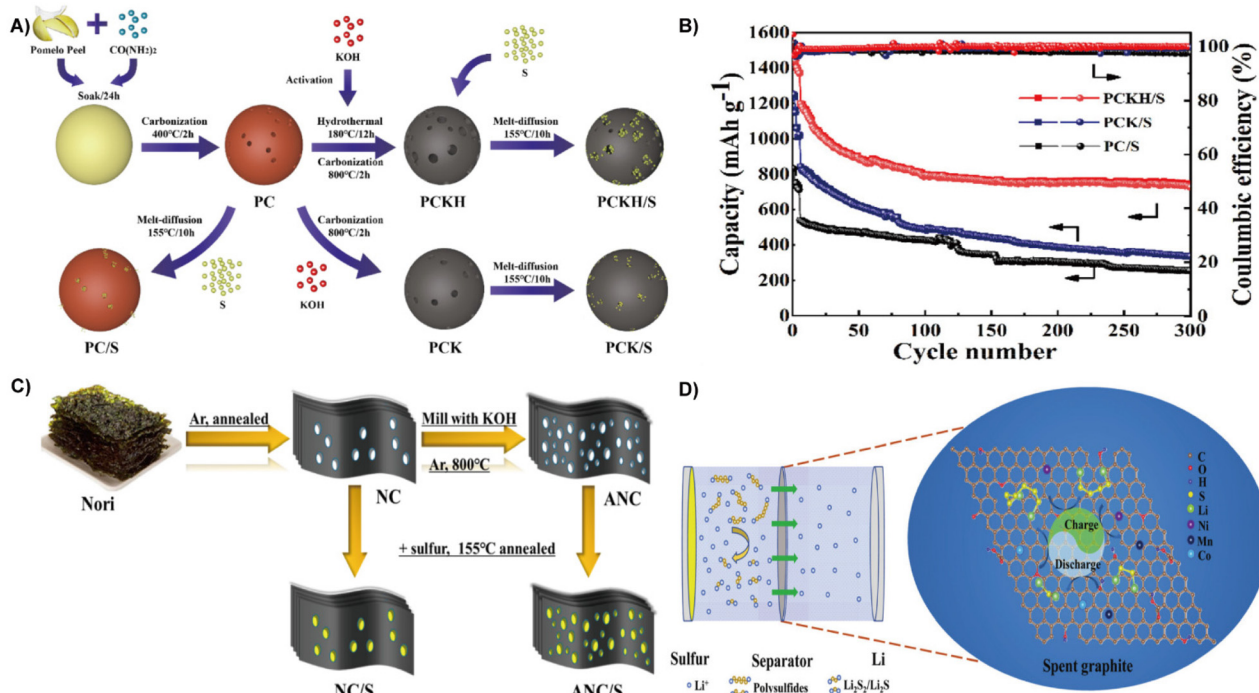 A)
Pomelo Peel
CO(NH2)2
Soak/24h
Carbonization
400°C/2h
PC
KOH
Activation
Hydrothermal
180°C/12h
Carbonization
800°C/2h
PCKH
S
Melt-diffusion
155°C/10h
PCKH/S
Melt-diffusion
155°C/10h
S
PC/S
Carbonization
800°C/2h
KOH
PCK
Melt-diffusion
155°C/10h
PCK/S
B)
Capacity (mAh g⁻¹)
1600
1400
1200
1000
800
600
400
200
0
PCKH/S
PCK/S
PC/S
100
80
60
40
20
0
Coulumbic efficiency (%)
0 50 100 150 200 250 300
Cycle number
C)
Nori
Ar, annealed
NC
Mill with KOH
Ar, 800°C
ANC
+ sulfur, 155°C annealed
NC/S
ANC/S
D)
Sulfur
Separator
Li
Li⁺
Polysulfides
Li₂S₂/Li₂S
Charge
Discharge
C
O
H
S
Li
Ni
Mn
Co
Spent graphite